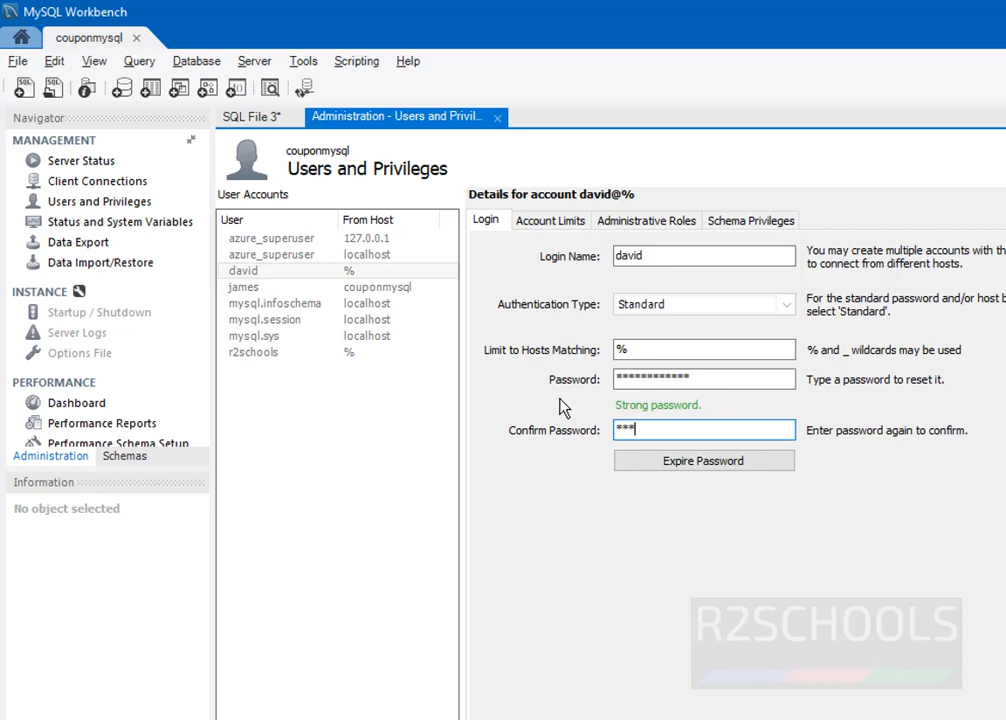 MySQL Workbench
couponmysql
File Edit View Query Database Server Tools Scripting Help
Navigator
SQL File 3*
Administration - Users and Privil...
MANAGEMENT
Server Status
Client Connections
Users and Privileges
Status and System Variables
Data Export
Data Import/Restore
INSTANCE
Startup / Shutdown
Server Logs
Options File
PERFORMANCE
Dashboard
Performance Reports
Performance Schema Setup
Administration Schemas
Information
No object selected
couponmysql
Users and Privileges
User Accounts
User From Host
azure_superuser 127.0.0.1
azure_superuser localhost
david %
james couponmysql
mysql.infoschema localhost
mysql.session localhost
mysql.sys localhost
r2schools %
Details for account david@%
Login Account Limits Administrative Roles Schema Privileges
Login Name: david
You may create multiple accounts with th
to connect from different hosts.
Authentication Type: Standard
For the standard password and/or host b
select 'Standard'.
Limit to Hosts Matching: % % and _ wildcards may be used
Password: ************ Type a password to reset it.
Strong password.
Confirm Password: *** Enter password again to confirm.
Expire Password
R2SCHOOLS